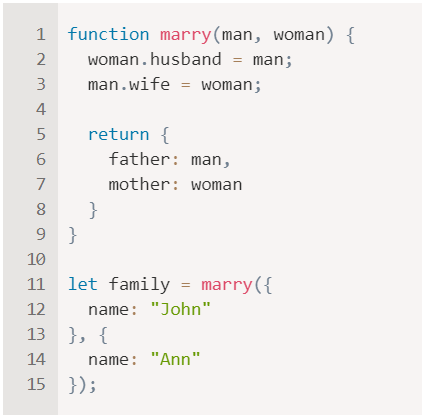 1 function marry(man, woman) {
2   woman.husband = man;
3   man.wife = woman;
4
5   return {
6     father: man,
7     mother: woman
8   }
9 }
10
11 let family = marry({
12   name: "John"
13 }, {
14   name: "Ann"
15 });